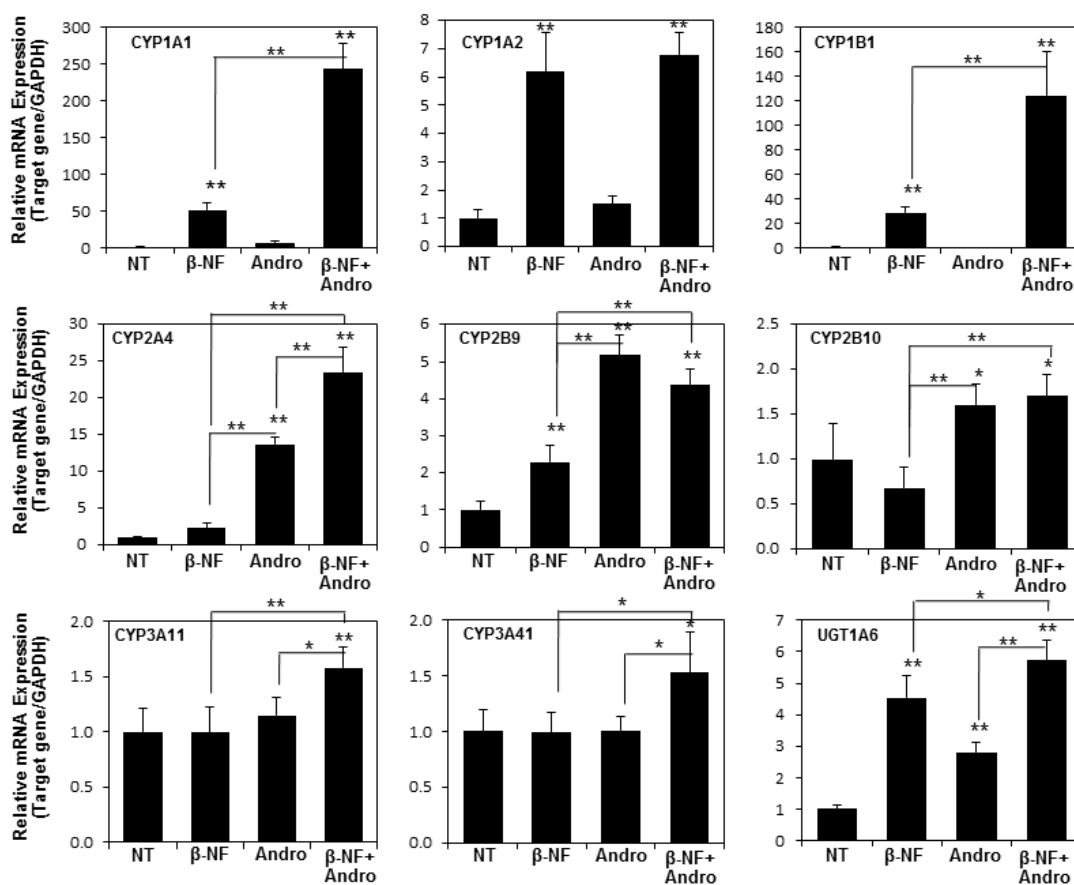 Relative mRNA Expression
(Target gene/GAPDH)
CYP1A1
300
250
200
150
100
50
0
**
**
**
NT
β-NF
Andro
β-NF+
Andro
CYP1A2
8
7
6
5
4
3
2
1
0
**
**
NT
β-NF
Andro
β-NF+
Andro
CYP1B1
180
160
140
120
100
80
60
40
20
0
**
**
**
NT
β-NF
Andro
β-NF+
Andro
Relative mRNA Expression
(Target gene/GAPDH)
CYP2A4
30
25
20
15
10
5
0
**
**
**
**
**
NT
β-NF
Andro
β-NF+
Andro
CYP2B9
6
5
4
3
2
1
0
**
**
**
**
**
NT
β-NF
Andro
β-NF+
Andro
CYP2B10
2.5
2.0
1.5
1.0
0.5
0.0
**
**
*
*
NT
β-NF
Andro
β-NF+
Andro
Relative mRNA Expression
(Target gene/GAPDH)
CYP3A11
2.0
1.5
1.0
0.5
0.0
**
*
**
NT
β-NF
Andro
β-NF+
Andro
CYP3A41
2.0
1.5
1.0
0.5
0.0
*
*
*
NT
β-NF
Andro
β-NF+
Andro
UGT1A6
7
6
5
4
3
2
1
0
*
**
**
**
**
NT
β-NF
Andro
β-NF+
Andro